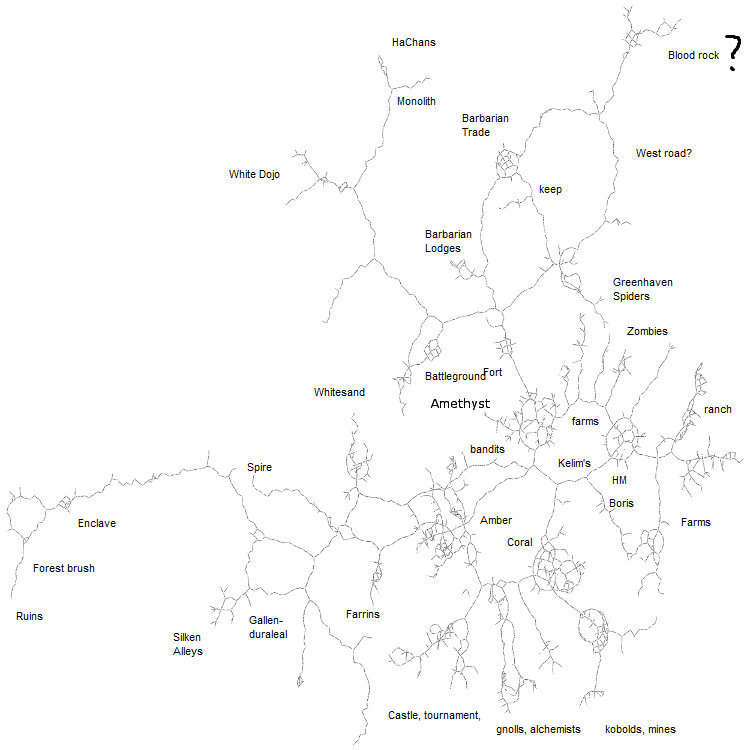 HaChans
Blood rock ?
Monolith
Barbarian
Trade
West road?
White Dojo
keep
Barbarian
Lodges
Greenhaven
Spiders
Zombies
Battleground
Fort
Whitesand
Amethyst
ranch
farms
bandits
Kelim's
Spire
HM
Boris
Enclave
Amber
Farms
Coral
Forest brush
Ruins
Gallen-
duraleal
Farrins
Silken
Alleys
Castle, tournament,
gnolls, alchemists
kobolds, mines